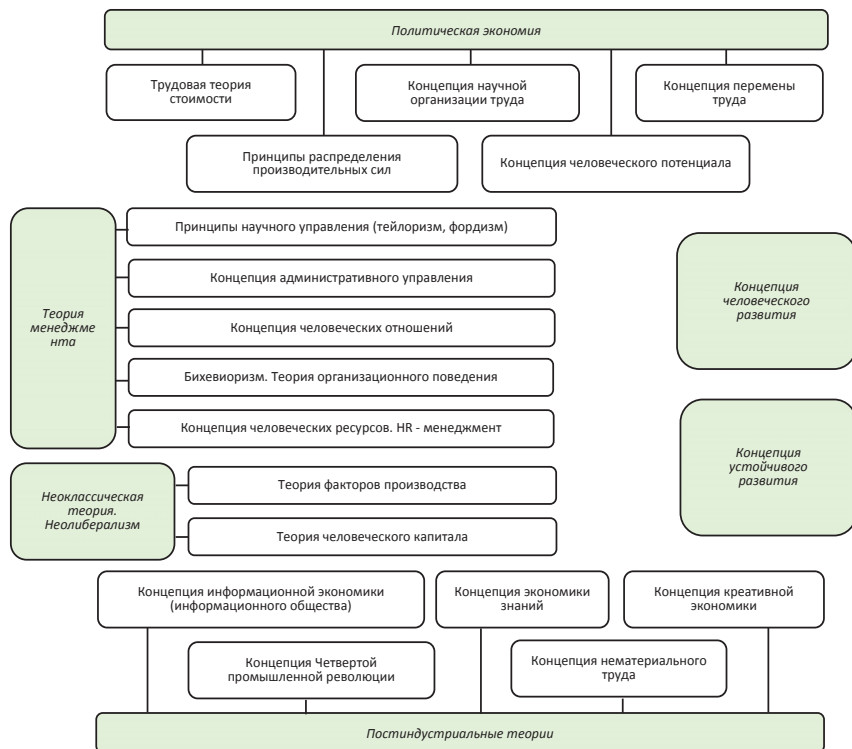 Политическая экономия
Трудовая теория
стоимости
Концепция научной
организации труда
Концепция перемены
труда
Принципы распределения
производительных сил
Концепция человеческого потенциала
Теория
менеджме
нта
Принципы научного управления (тейлоризм, фордизм)
Концепция административного управления
Концепция человеческих отношений
Бихевиоризм. Теория организационного поведения
Концепция человеческих ресурсов. HR - менеджмент
Концепция
человеческого
развития
Концепция
устойчивого
развития
Неоклассическая
теория.
Неолиберализм
Теория факторов производства
Теория человеческого капитала
Концепция информационной экономики
(информационного общества)
Концепция экономики
знаний
Концепция креативной
экономики
Концепция Четвертой
промышленной революции
Концепция нематериального
труда
Постиндустриальные теории